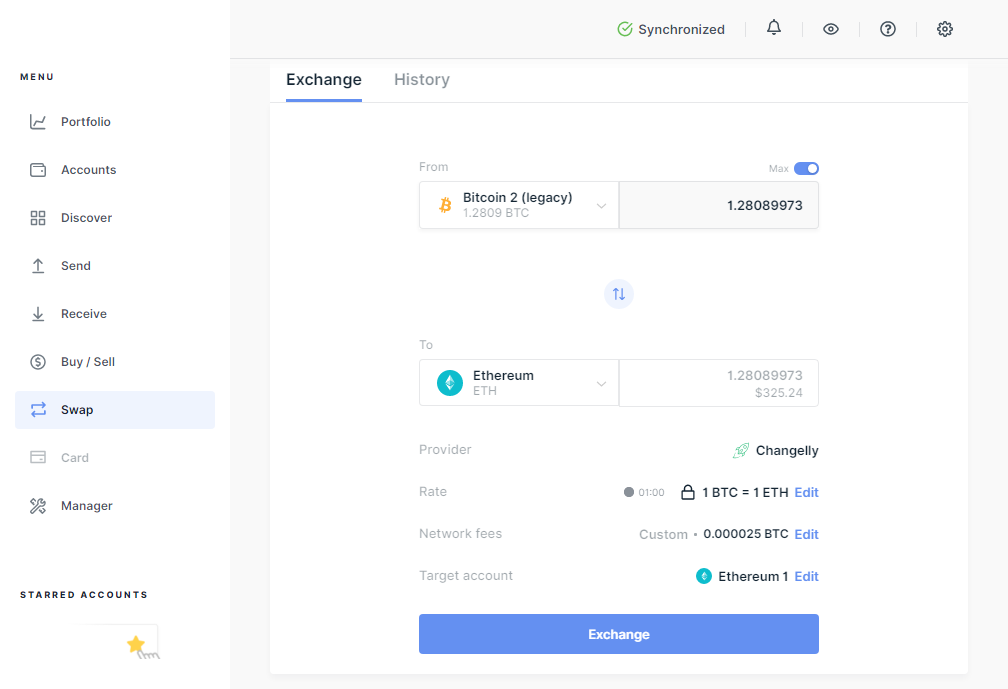 Synchronized
MENU
Exchange History
Portfolio
Accounts
Discover
Send
Receive
Buy / Sell
Swap
Card
Manager
STARRED ACCOUNTS
From Max
Bitcoin 2 (legacy)
1.2809 BTC
1.28089973
To
Ethereum
ETH
1.28089973
$325.24
Provider Changelly
Rate 01:00 1 BTC = 1 ETH Edit
Network fees Custom • 0.000025 BTC Edit
Target account Ethereum 1 Edit
Exchange